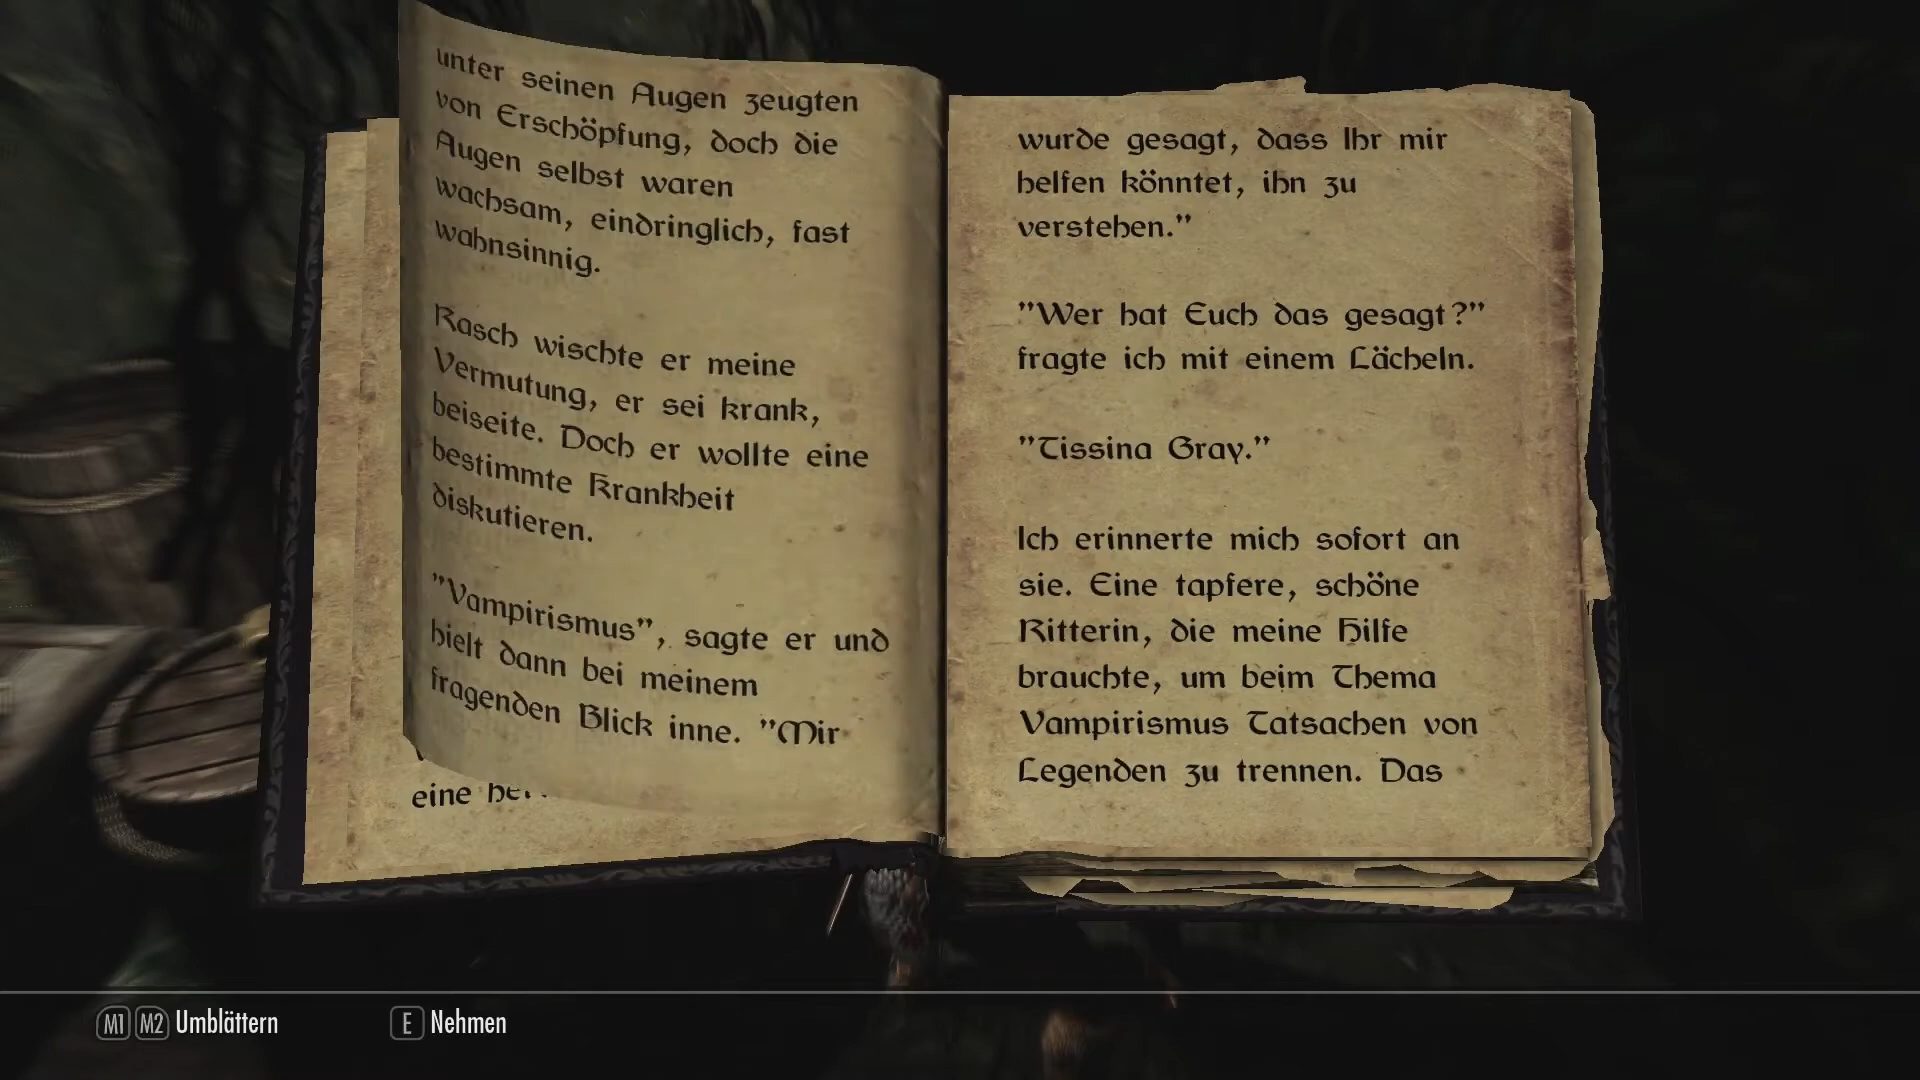 unter seinen Augen zeugten
von Erschöpfung, doch die
Augen selbst waren
wachsam, eindringlich, fast
wahnsinnig.
Rasch wischte er meine
Vermutung, er sei krank,
beiseite. Doch er wollte eine
bestimmte Krankheit
diskutieren.
"Vampirismus", sagte er und
hielt dann bei meinem
fragenden Blick inne. "Mir
eine
wurde gesagt, dass Ihr mir
helfen könntet, ihn zu
verstehen."
"Wer hat Euch das gesagt?"
fragte ich mit einem Lächeln.
"Tissina Gray."
Ich erinnerte mich sofort an
sie. Eine tapfere, schöne
Ritterin, die meine Hilfe
brauchte, um beim Thema
Vampirismus Tatsachen von
Legenden zu trennen. Das
M1 M2 Umblättern
E Nehmen